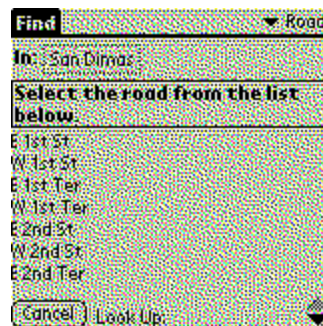 Find Road
In: San Dimas
Select the road from the list
below.
E 1st St
W 1st St
E 1st Ter
W 1st Ter
E 2nd St
W 2nd St
E 2nd Ter
Cancel Look Up: